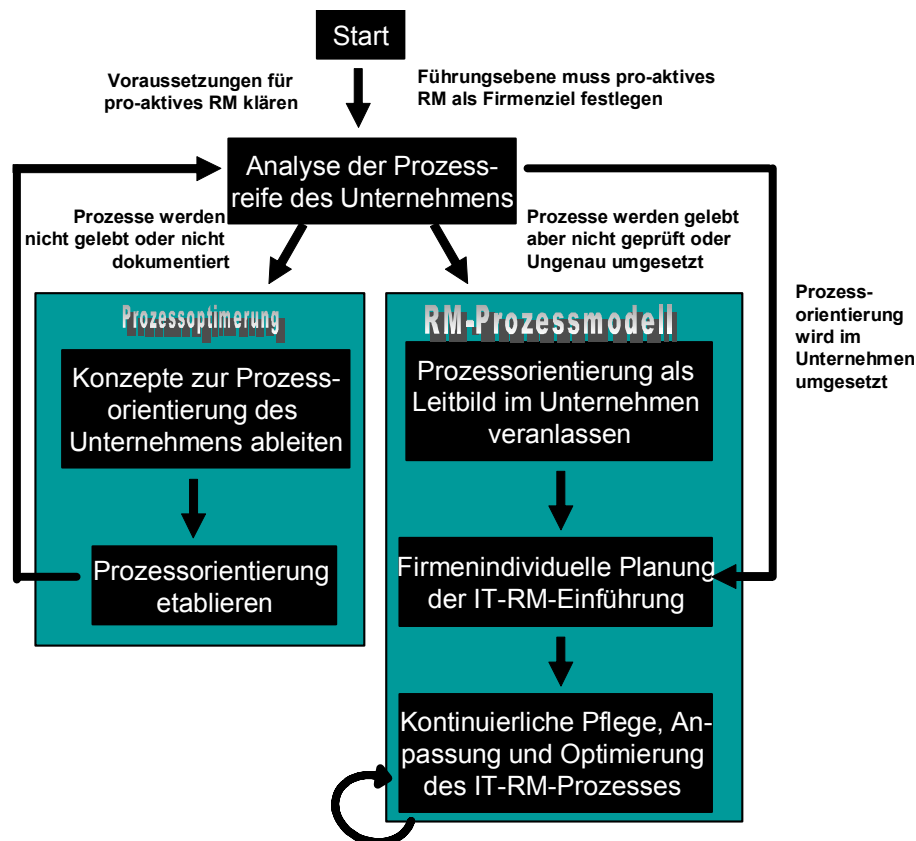 Start
Voraussetzungen für
pro-aktives RM klären
Führungsebene muss pro-aktives
RM als Firmenziel festlegen
Analyse der Prozess-
reife des Unternehmens
Prozesse werden
nicht gelebt oder nicht
dokumentiert
Prozesse werden gelebt
aber nicht geprüft oder
Ungenau umgesetzt
Prozess-
orientierung
wird im
Unternehmen
umgesetzt
Prozessoptimerung
Konzepte zur Prozess-
orientierung des
Unternehmens ableiten
Prozessorientierung
etablieren
RM-Prozessmodell
Prozessorientierung als
Leitbild im Unternehmen
veranlassen
Firmenindividuelle Planung
der IT-RM-Einführung
Kontinuierliche Pflege, An-
passung und Optimierung
des IT-RM-Prozesses